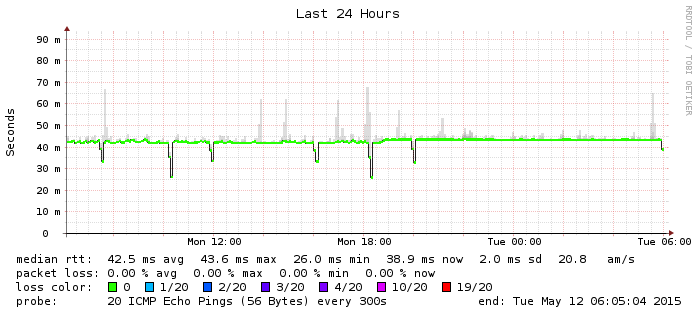 Last 24 Hours
RRDTOOL / TOBI OETIKER
Seconds
90 m
80 m
70 m
60 m
50 m
40 m
30 m
20 m
10 m
0
Mon 12:00 Mon 18:00 Tue 00:00 Tue 06:00
median rtt: 42.5 ms avg 43.6 ms max 26.0 ms min 38.9 ms now 2.0 ms sd 20.8 am/s
packet loss: 0.00 % avg 0.00 % max 0.00 % min 0.00 % now
loss color: 0 1/20 2/20 3/20 4/20 10/20 19/20
probe: 20 ICMP Echo Pings (56 Bytes) every 300s end: Tue May 12 06:05:04 2015